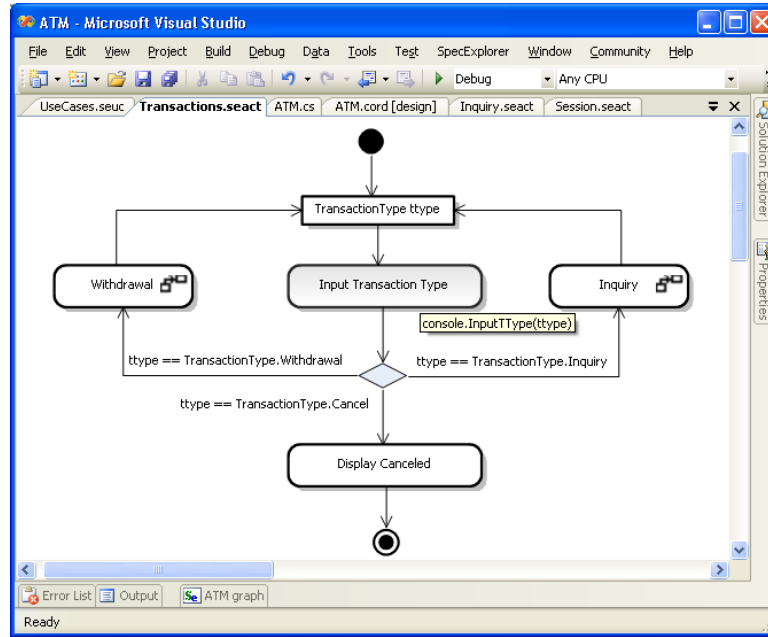 ATM - Microsoft Visual Studio
File Edit View Project Build Debug Data Tools Test SpecExplorer Window Community Help
Debug Any CPU
UseCases.seuc Transactions.seact ATM.cs ATM.cord [design] Inquiry.seact Session.seact
Solution Explorer
Properties
TransactionType ttype
Withdrawal
Input Transaction Type
Inquiry
console.InputTType(ttype)
ttype == TransactionType.Withdrawal
ttype == TransactionType.Inquiry
ttype == TransactionType.Cancel
Display Canceled
Error List Output Se ATM graph
Ready